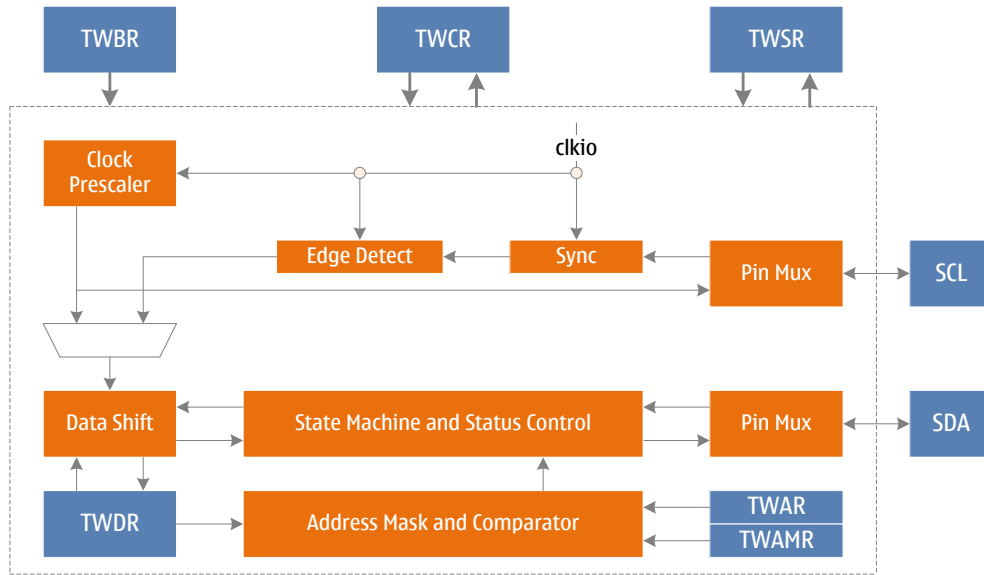 TWBR
TWCR
TWSR
clkio
Clock
Prescaler
Edge Detect
Sync
Pin Mux
SCL
Data Shift
State Machine and Status Control
Pin Mux
SDA
TWDR
Address Mask and Comparator
TWAR
TWAMR